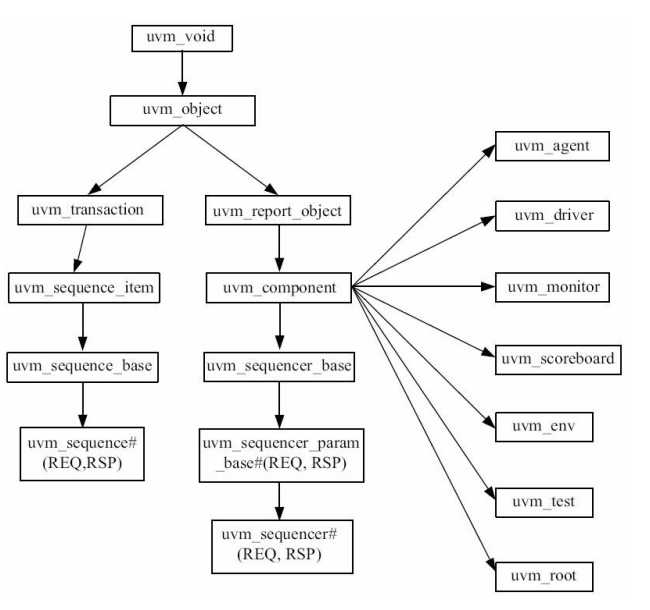 uvm_void
uvm_object
uvm_transaction
uvm_report_object
uvm_sequence_item
uvm_component
uvm_sequence_base
uvm_sequencer_base
uvm_sequence#
(REQ,RSP)
uvm_sequencer_param
_base#(REQ, RSP)
uvm_sequencer#
(REQ, RSP)
uvm_agent
uvm_driver
uvm_monitor
uvm_scoreboard
uvm_env
uvm_test
uvm_root